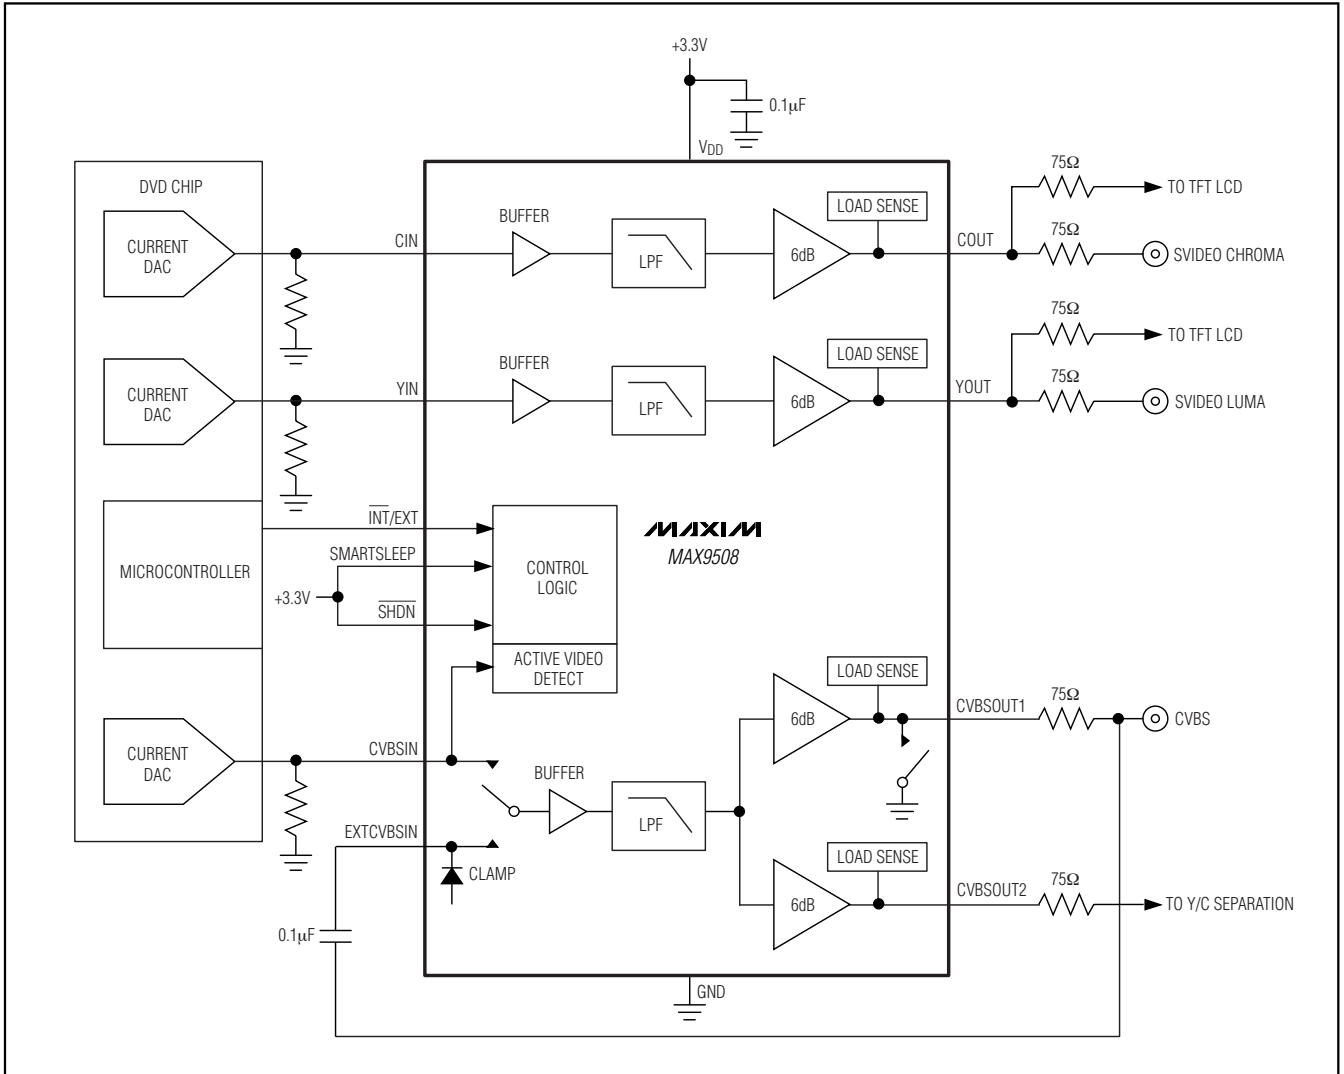 +3.3V
0.1µF
VDD
DVD CHIP
CURRENT
DAC
CIN
BUFFER
LPF
6dB
LOAD SENSE
COUT
75Ω
TO TFT LCD
75Ω
SVIDEO CHROMA
CURRENT
DAC
YIN
BUFFER
LPF
6dB
LOAD SENSE
YOUT
75Ω
TO TFT LCD
75Ω
SVIDEO LUMA
MICROCONTROLLER
I̅N̅T̅/EXT
SMARTSLEEP
+3.3V
S̅H̅D̅N̅
CONTROL
LOGIC
ACTIVE VIDEO
DETECT
MAXIM
MAX9508
CURRENT
DAC
CVBSIN
EXTCVBSIN
CLAMP
0.1µF
BUFFER
LPF
6dB
LOAD SENSE
CVBSOUT1
75Ω
CVBS
6dB
LOAD SENSE
CVBSOUT2
75Ω
TO Y/C SEPARATION
GND